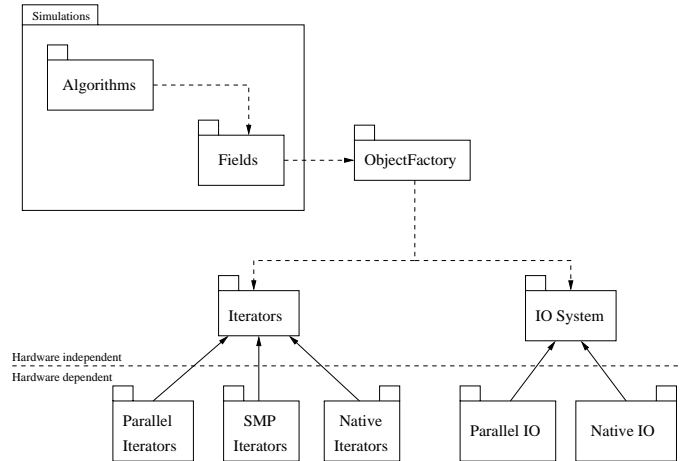 Simulations
Algorithms
Fields
ObjectFactory
Iterators
IO System
Hardware independent
Hardware dependent
Parallel
Iterators
SMP
Iterators
Native
Iterators
Parallel IO
Native IO